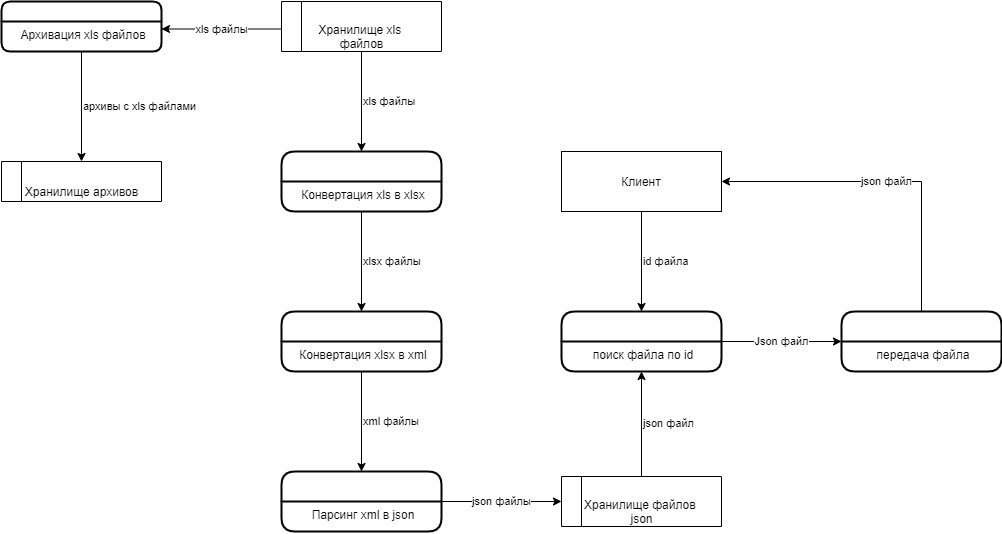 Архивация xls файлов
xls файлы
Хранилище xls
файлов
архивы с xls файлами
xls файлы
Хранилище архивов
Конвертация xls в xlsx
Клиент
json файл
xlsx файлы
id файла
Конвертация xlsx в xml
поиск файла по id
Json файл
передача файла
xml файлы
json файл
Парсинг xml в json
json файлы
Хранилище файлов
json